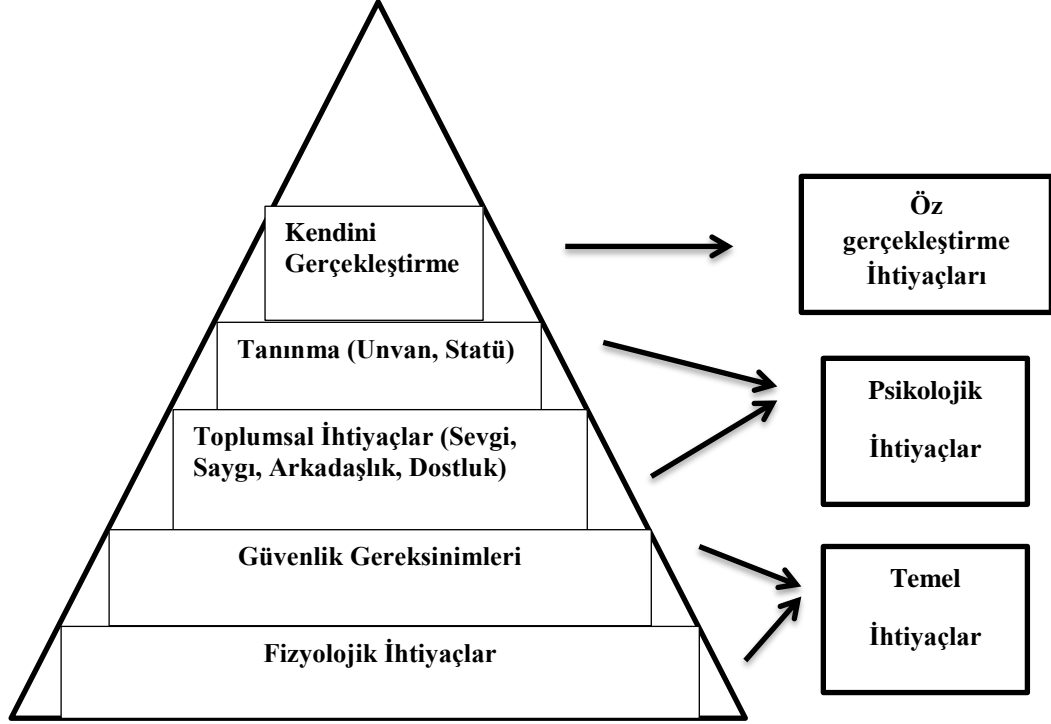 Kendini
Gerçekleştirme
Tanınma (Unvan, Statü)
Toplumsal İhtiyaçlar (Sevgi,
Saygı, Arkadaşlık, Dostluk)
Güvenlik Gereksinimleri
Fizyolojik İhtiyaçlar
Öz
gerçekleştirme
İhtiyaçları
Psikolojik
İhtiyaçlar
Temel
İhtiyaçlar